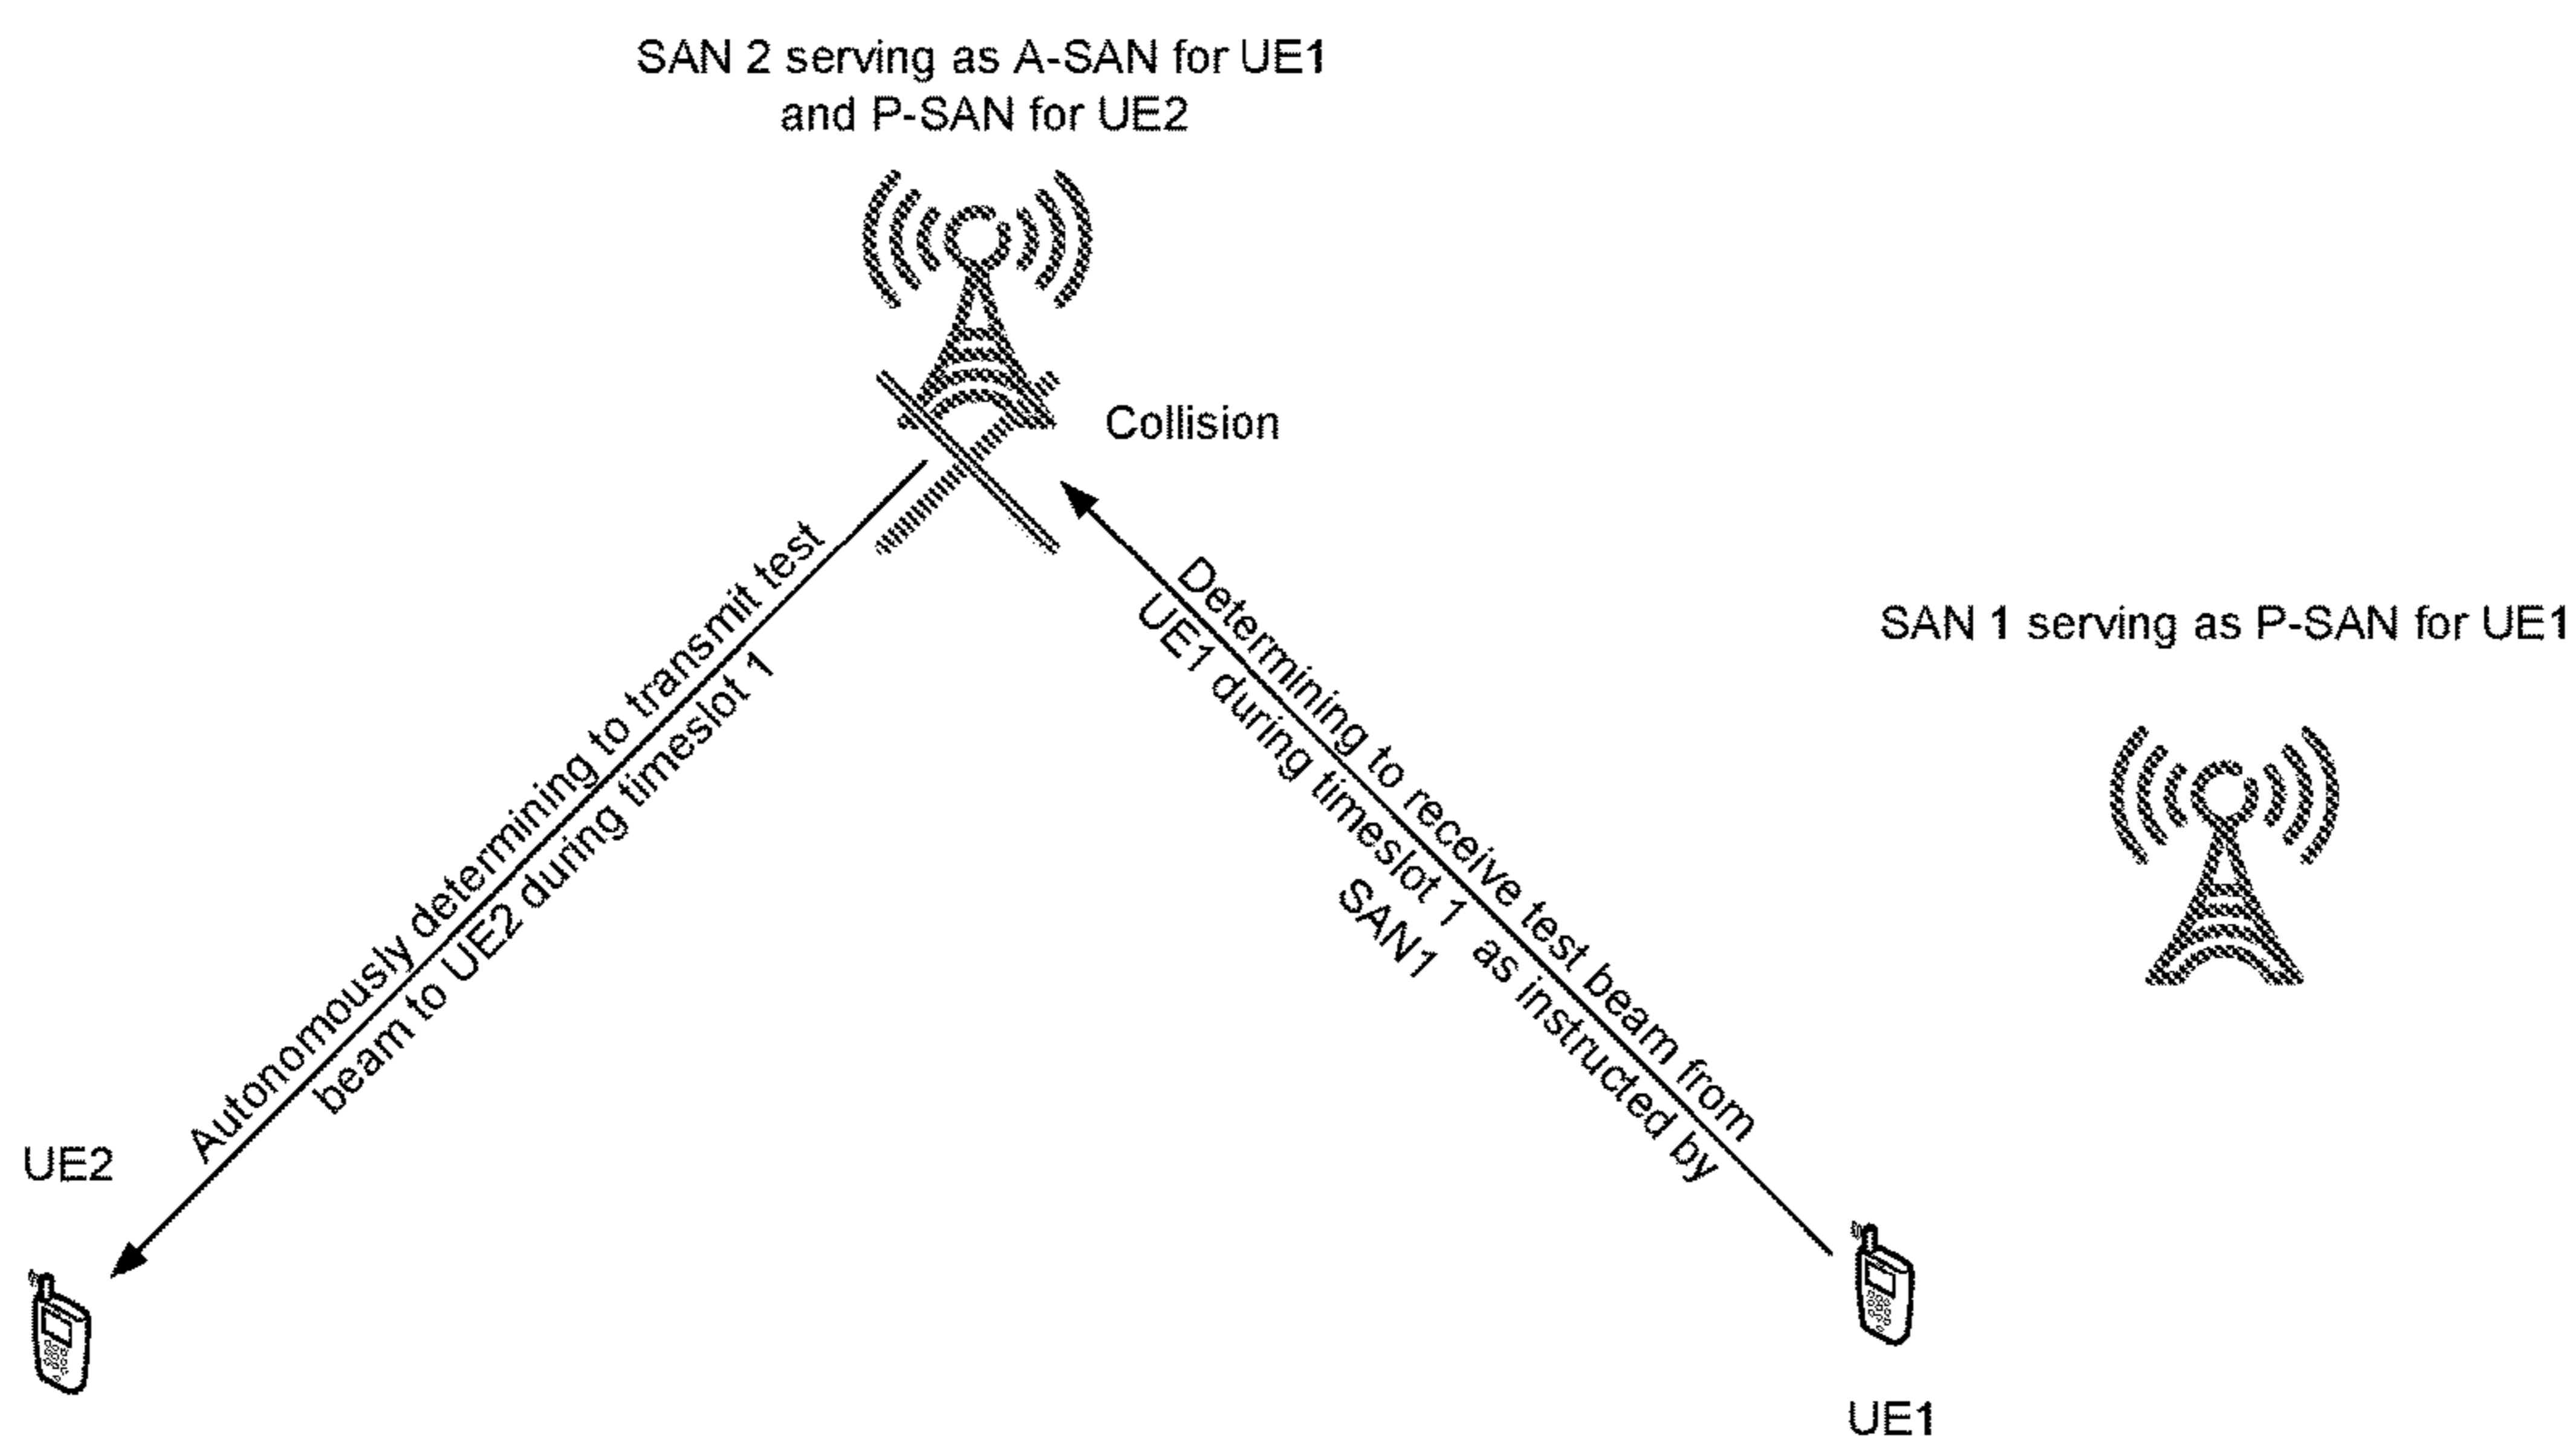 SAN 2 serving as A-SAN for UE1
and P-SAN for UE2
Collision
Autonomously determining to transmit test
beam to UE2 during timeslot 1
Determining to receive test beam from
UE1 during timeslot 1 as instructed by
SAN1
SAN 1 serving as P-SAN for UE1
UE2
UE1